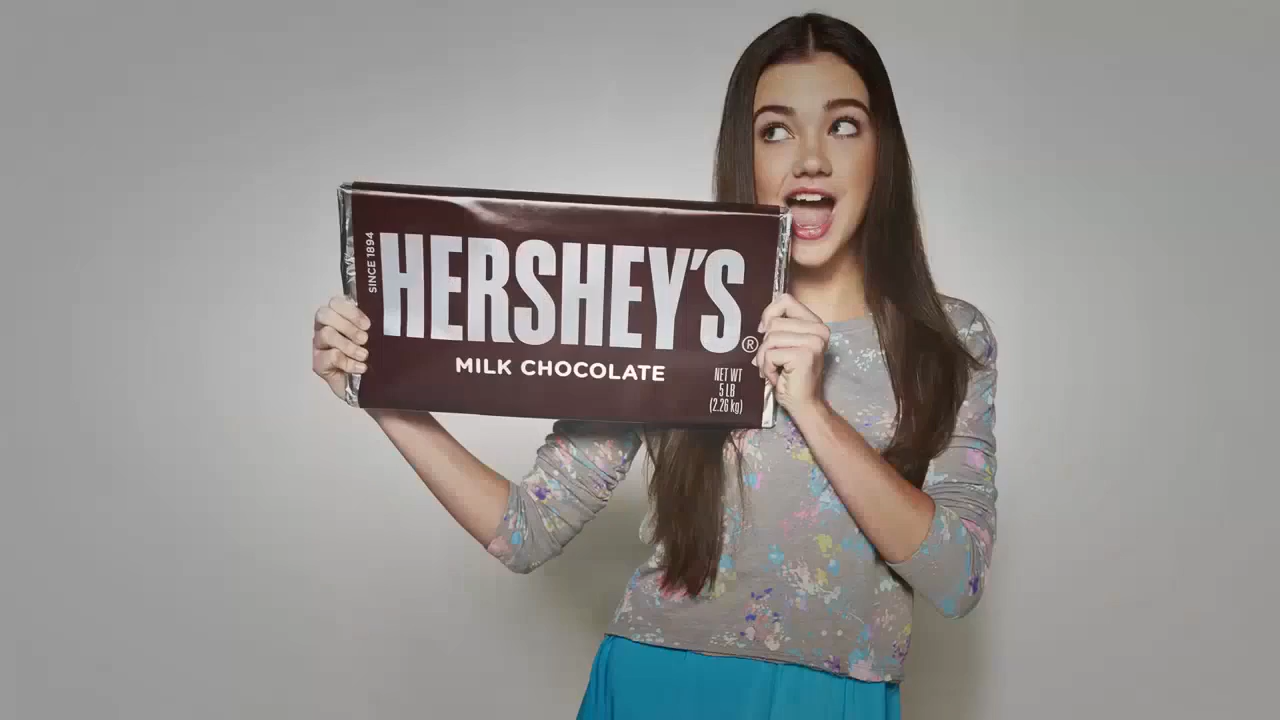 SINCE 1894
HERSHEY'S®
MILK CHOCOLATE
NET WT
5 LB
(2.26 kg)